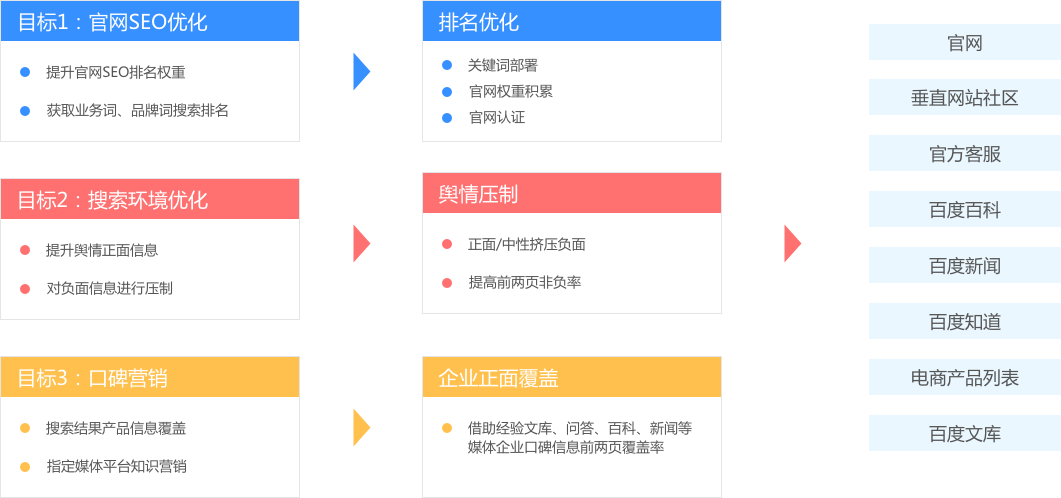 目标1：官网SEO优化
提升官网SEO排名权重
获取业务词、品牌词搜索排名
排名优化
关键词部署
官网权重积累
官网认证
目标2：搜索环境优化
提升舆情正面信息
对负面信息进行压制
舆情压制
正面/中性挤压负面
提高前两页非负率
目标3：口碑营销
搜索结果产品信息覆盖
指定媒体平台知识营销
企业正面覆盖
借助经验文库、问答、百科、新闻等
媒体企业口碑信息前两页覆盖率
官网
垂直网站社区
官方客服
百度百科
百度新闻
百度知道
电商产品列表
百度文库